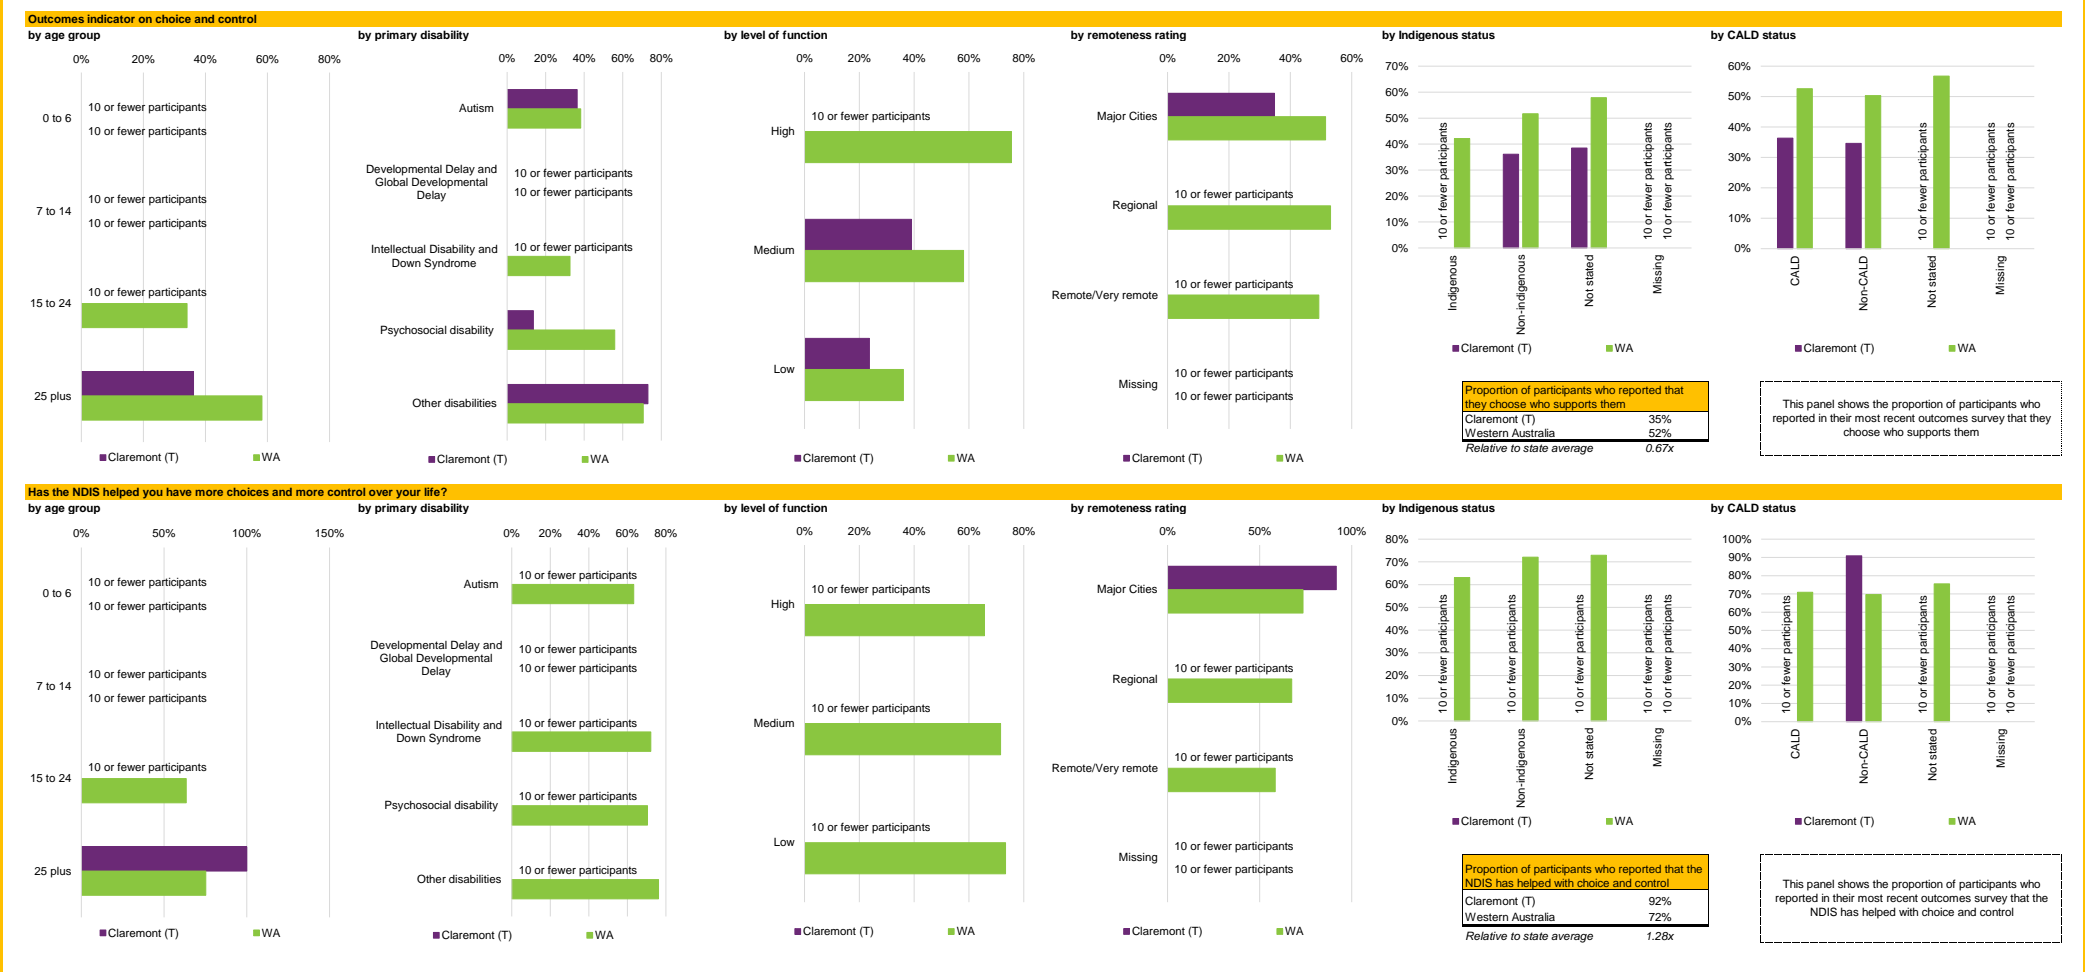 Outcomes indicator on choice and control
by age group
0% 20% 40% 60% 80%
0 to 6
10 or fewer participants
10 or fewer participants
7 to 14
10 or fewer participants
10 or fewer participants
15 to 24
10 or fewer participants
25 plus
Claremont (T) WA
by primary disability
0% 20% 40% 60% 80%
Autism
Developmental Delay and
Global Developmental
Delay
10 or fewer participants
10 or fewer participants
Intellectual Disability and
Down Syndrome
10 or fewer participants
Psychosocial disability
Other disabilities
Claremont (T) WA
by level of function
0% 20% 40% 60% 80%
High
10 or fewer participants
Medium
Low
Claremont (T) WA
by remoteness rating
0% 20% 40% 60%
Major Cities
Regional
10 or fewer participants
Remote/Very remote
10 or fewer participants
Missing
10 or fewer participants
10 or fewer participants
Claremont (T) WA
by Indigenous status
70%
60%
50%
40%
30%
20%
10%
0%
10 or fewer participants
10 or fewer participants
10 or fewer participants
Indigenous
Non-indigenous
Not stated
Missing
Claremont (T) WA
Proportion of participants who reported that
they choose who supports them
Claremont (T) 35%
Western Australia 52%
Relative to state average 0.67x
by CALD status
60%
50%
40%
30%
20%
10%
0%
10 or fewer participants
10 or fewer participants
10 or fewer participants
CALD
Non-CALD
Not stated
Missing
Claremont (T) WA
This panel shows the proportion of participants who
reported in their most recent outcomes survey that they
choose who supports them
Has the NDIS helped you have more choices and more control over your life?
by age group
0% 50% 100% 150%
0 to 6
10 or fewer participants
10 or fewer participants
7 to 14
10 or fewer participants
10 or fewer participants
15 to 24
10 or fewer participants
25 plus
Claremont (T) WA
by primary disability
0% 20% 40% 60% 80%
Autism
10 or fewer participants
Developmental Delay and
Global Developmental
Delay
10 or fewer participants
10 or fewer participants
Intellectual Disability and
Down Syndrome
10 or fewer participants
Psychosocial disability
10 or fewer participants
Other disabilities
10 or fewer participants
Claremont (T) WA
by level of function
0% 20% 40% 60% 80%
High
10 or fewer participants
Medium
10 or fewer participants
Low
10 or fewer participants
Claremont (T) WA
by remoteness rating
0% 50% 100%
Major Cities
Regional
10 or fewer participants
Remote/Very remote
10 or fewer participants
Missing
10 or fewer participants
10 or fewer participants
Claremont (T) WA
by Indigenous status
80%
70%
60%
50%
40%
30%
20%
10%
0%
10 or fewer participants
10 or fewer participants
10 or fewer participants
10 or fewer participants
10 or fewer participants
Indigenous
Non-indigenous
Not stated
Missing
Claremont (T) WA
Proportion of participants who reported that the
NDIS has helped with choice and control
Claremont (T) 92%
Western Australia 72%
Relative to state average 1.28x
by CALD status
100%
90%
80%
70%
60%
50%
40%
30%
20%
10%
0%
10 or fewer participants
10 or fewer participants
10 or fewer participants
10 or fewer participants
CALD
Non-CALD
Not stated
Missing
Claremont (T) WA
This panel shows the proportion of participants who
reported in their most recent outcomes survey that the
NDIS has helped with choice and control